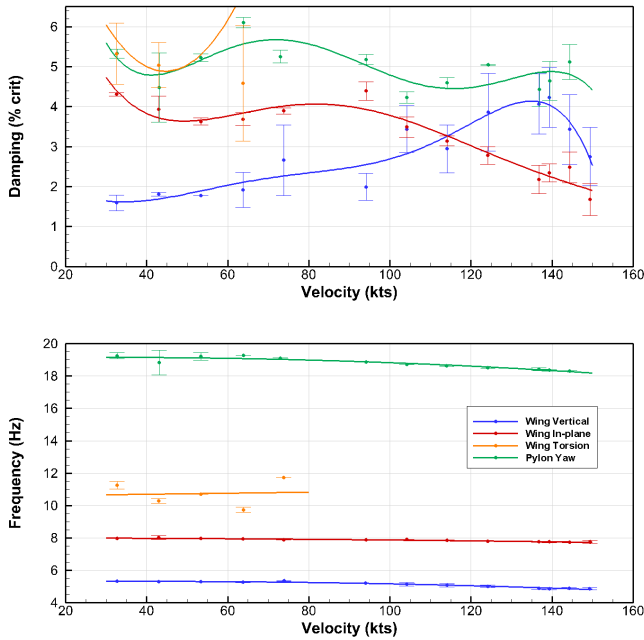 Damping (% crit)
6
5
4
3
2
1
0
20 40 60 80 100 120 140 160
Velocity (kts)
Frequency (Hz)
20
18
16
14
12
10
8
6
4
Wing Vertical
Wing In-plane
Wing Torsion
Pylon Yaw
20 40 60 80 100 120 140 160
Velocity (kts)